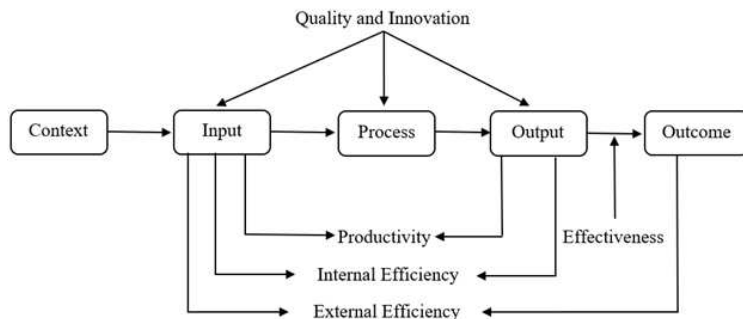 Quality and Innovation
Context
Input
Process
Output
Outcome
Productivity
Effectiveness
Internal Efficiency
External Efficiency